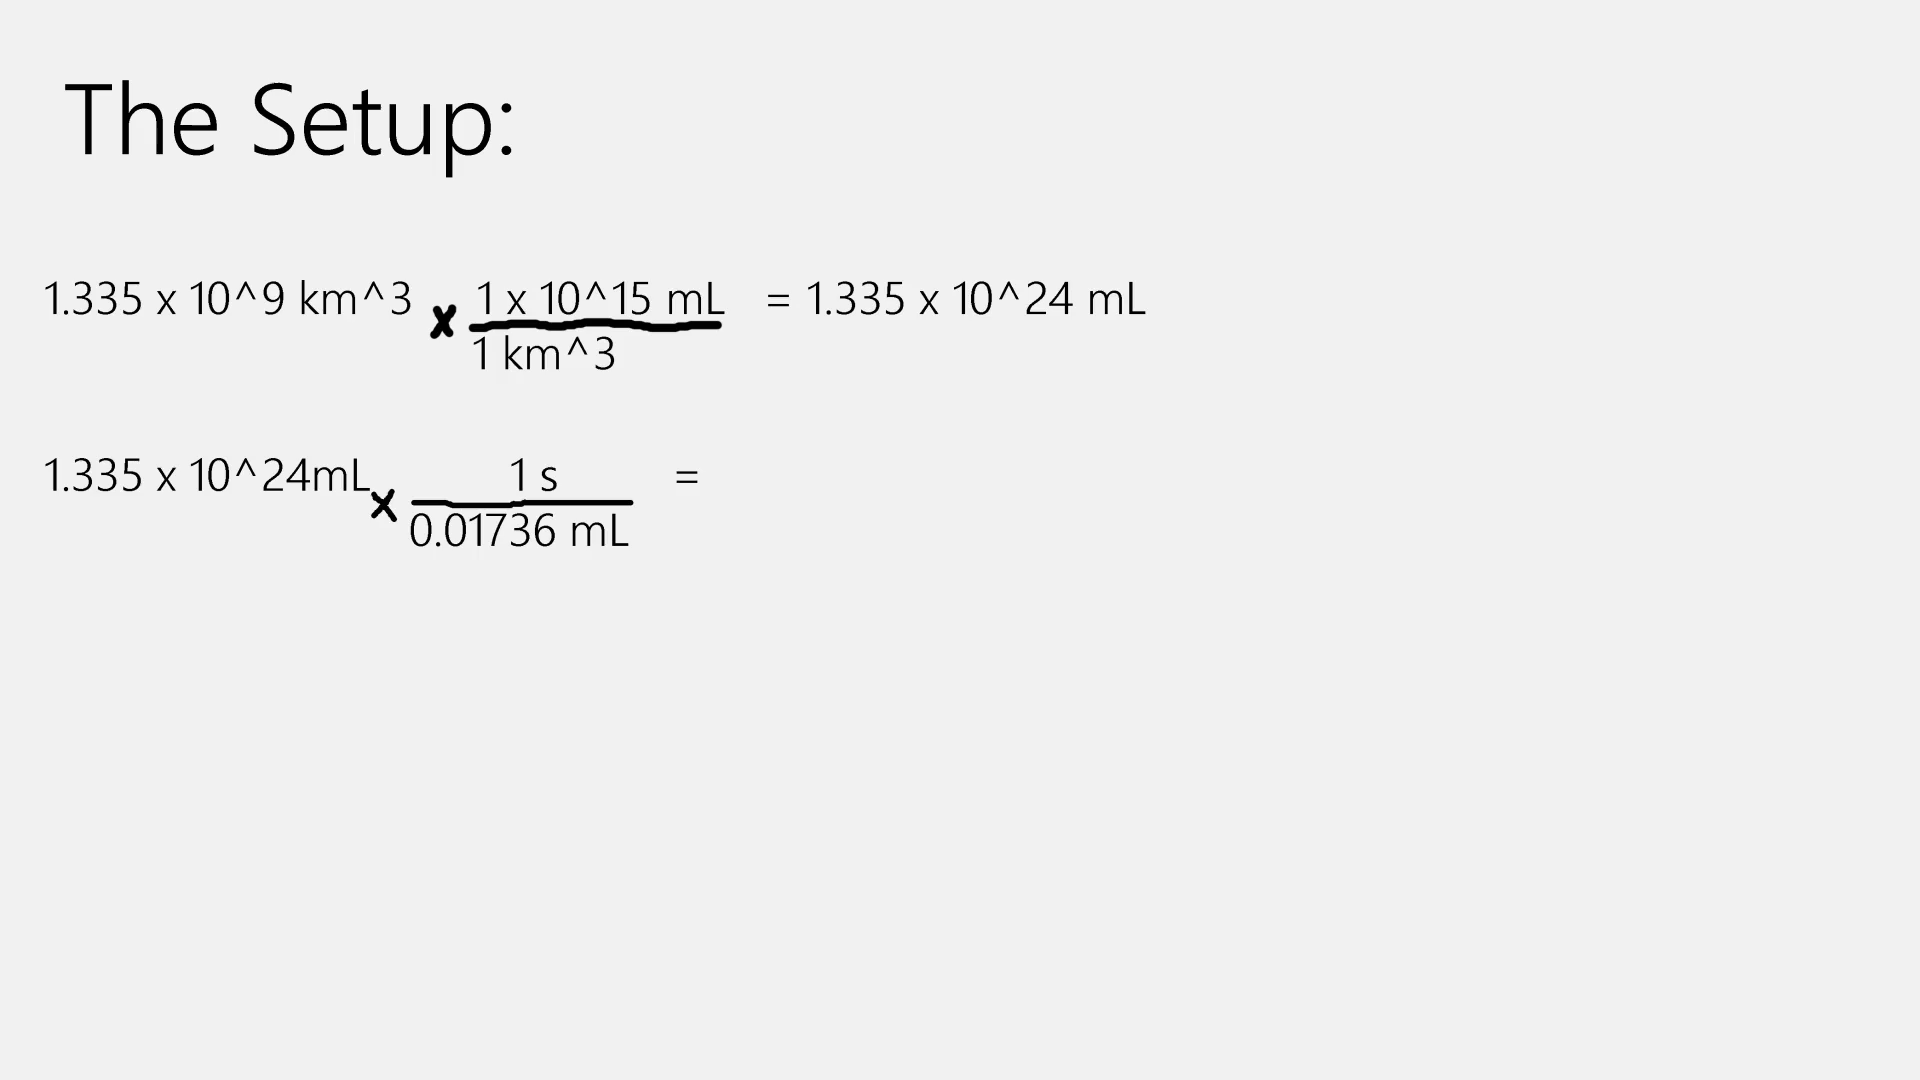 The Setup:
1.335 x 10^9 km^3 x 1 x 10^15 mL = 1.335 x 10^24 mL
1 km^3
1.335 x 10^24mL x 1 s =
0.01736 mL